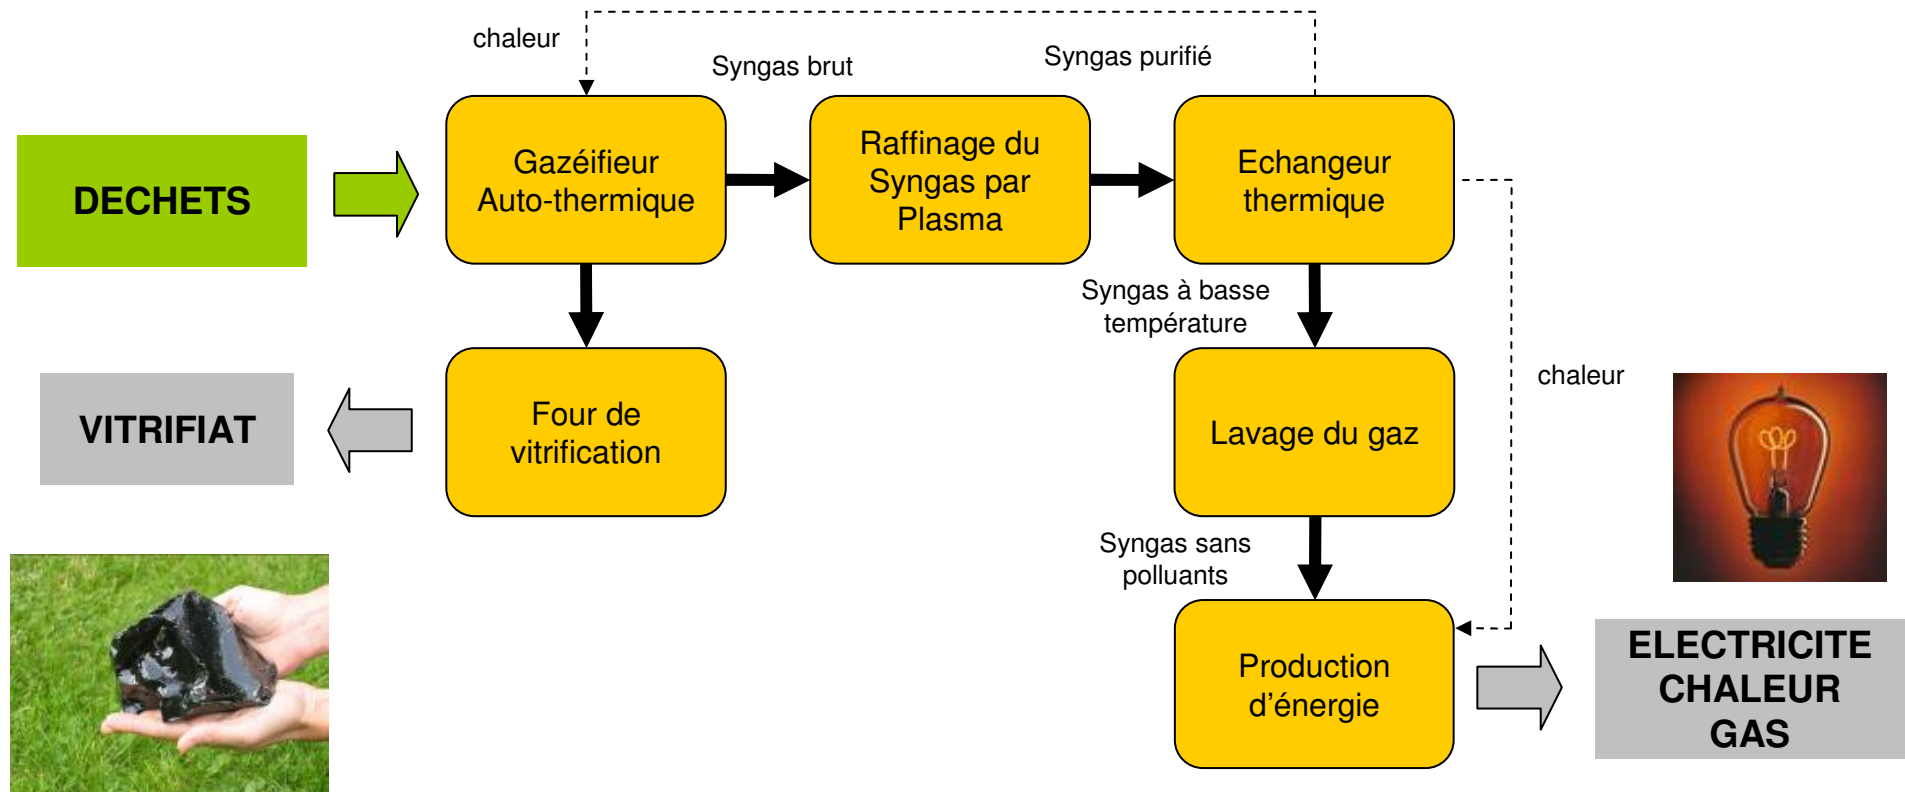 chaleur
Syngas brut
Syngas purifié
DECHETS
Gazéifieur
Auto-thermique
Raffinage du
Syngas par
Plasma
Echangeur
thermique
Syngas à basse
température
chaleur
VITRIFIAT
Four de
vitrification
Lavage du gaz
Syngas sans
polluants
Production
d’énergie
ELECTRICITE
CHALEUR
GAS